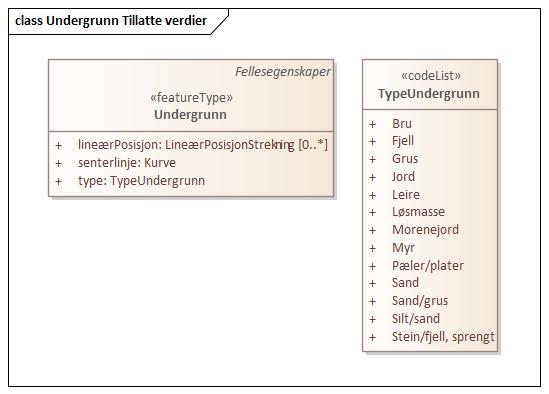 class Undergrunn Tillatte verdier
Fellesegenskaper
«featureType»
Undergrunn
+ lineærPosisjon: LineærPosisjonStrekning [0..*]
+ senterlinje: Kurve
+ type: TypeUndergrunn
«codeList»
TypeUndergrunn
+ Bru
+ Fjell
+ Grus
+ Jord
+ Leire
+ Løsmasse
+ Morenejord
+ Myr
+ Pæler/plater
+ Sand
+ Sand/grus
+ Silt/sand
+ Stein/fjell, sprengt